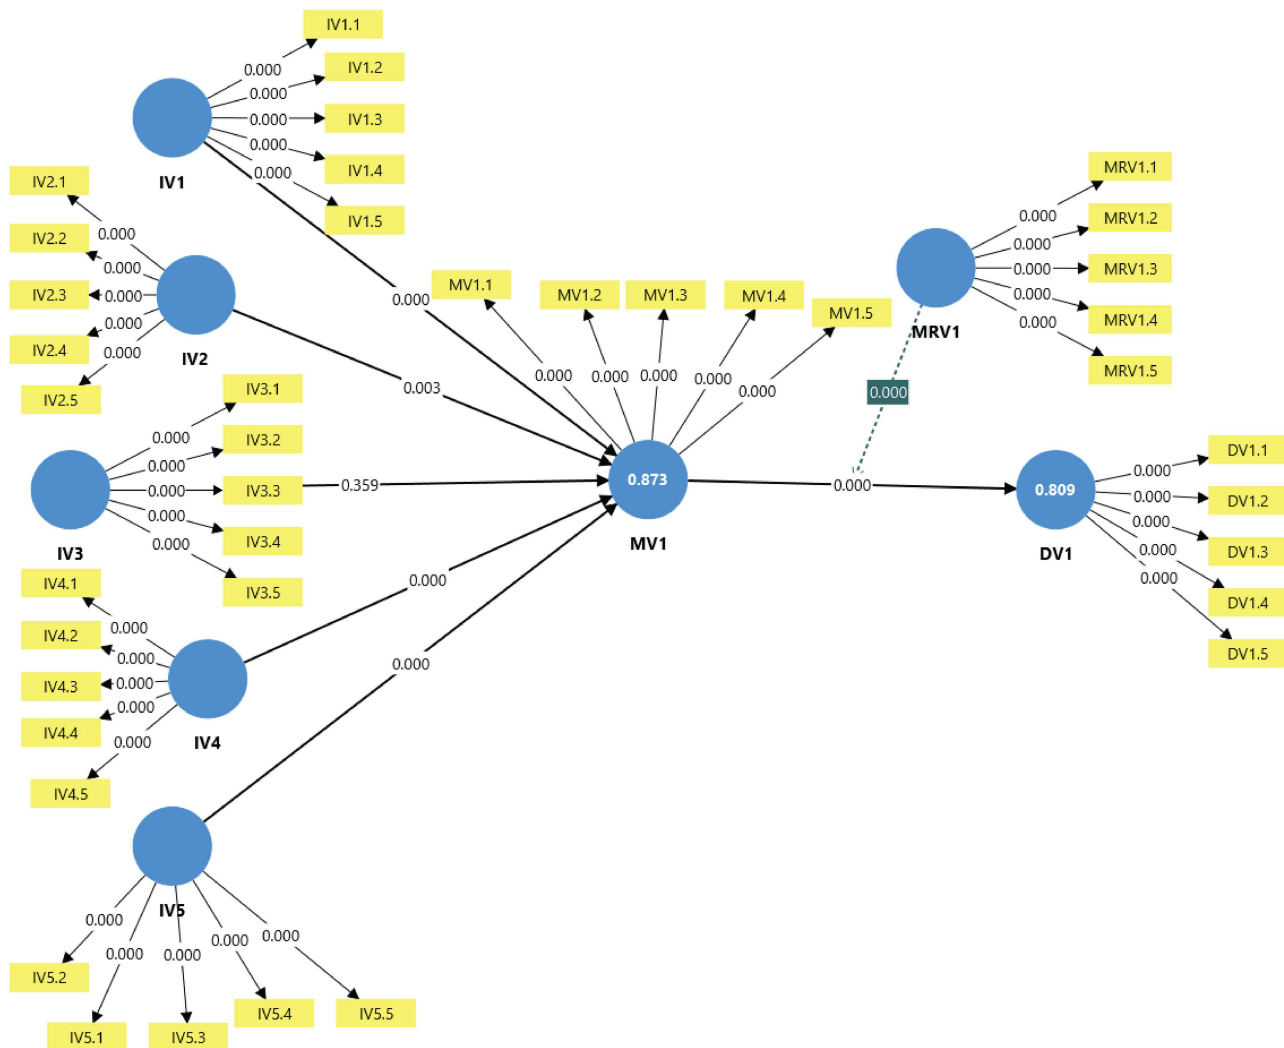 IV1.1
0.000
IV1.2
0.000
IV1.3
0.000
IV1.4
0.000
IV1.5
0.000
IV1
IV2.1
0.000
IV2.2
0.000
IV2.3
0.000
IV2.4
0.000
IV2.5
0.000
IV2
IV3.1
0.000
IV3.2
0.000
IV3.3
0.000
IV3.4
0.000
IV3.5
0.000
IV3
IV4.1
0.000
IV4.2
0.000
IV4.3
0.000
IV4.4
0.000
IV4.5
0.000
IV4
IV5
0.000
0.000
0.000
0.000
0.000
IV5.2
IV5.1
IV5.3
IV5.4
IV5.5
0.000
0.003
0.359
0.000
0.000
MV1.1
MV1.2
MV1.3
MV1.4
MV1.5
0.000
0.000
0.000
0.000
0.000
0.873
MV1
MRV1.1
0.000
MRV1.2
0.000
MRV1.3
0.000
MRV1.4
0.000
MRV1.5
0.000
MRV1
0.000
0.000
0.809
DV1
DV1.1
0.000
DV1.2
0.000
DV1.3
0.000
DV1.4
0.000
DV1.5
0.000